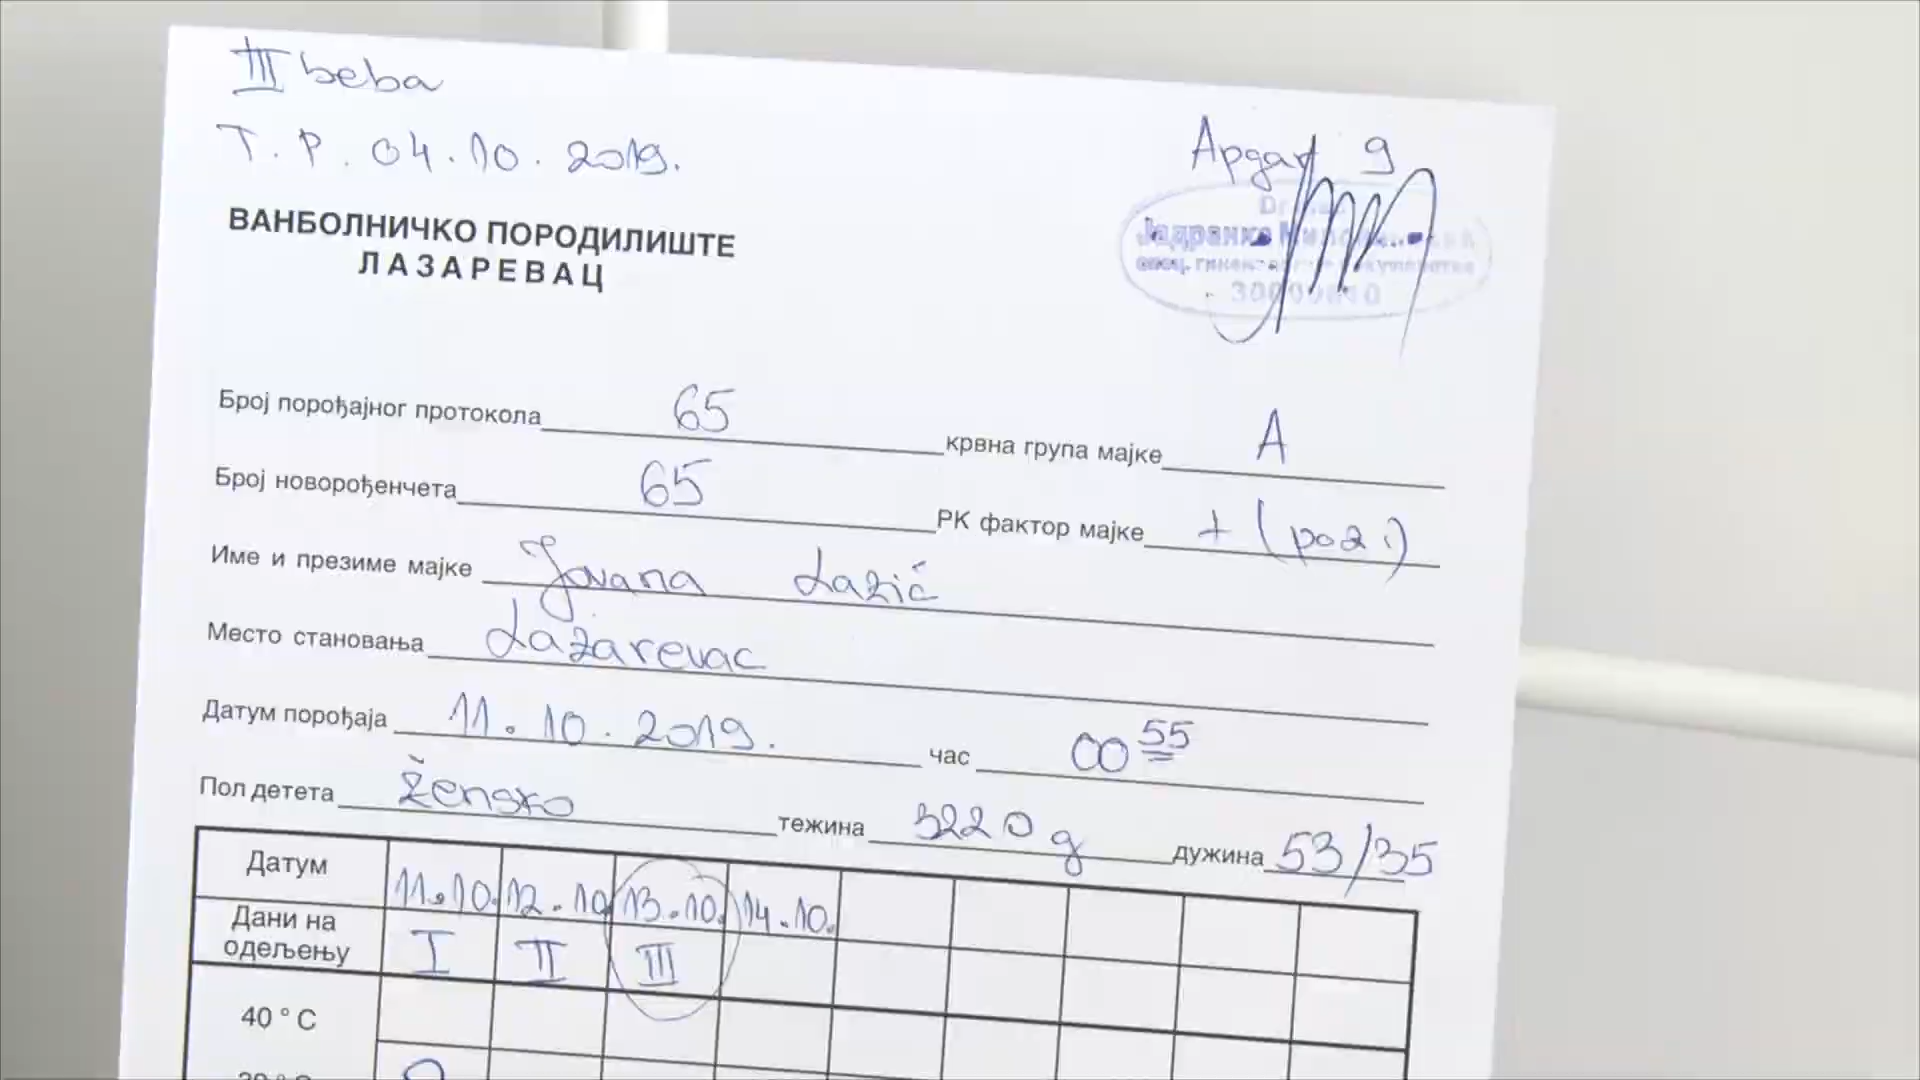 III beba
Т. Р. 04.10.2019.
Ардаг 9
ВАНБОЛНИЧКО ПОРОДИЛИШТЕ
ЛАЗАРЕВАЦ
Број порођајног протокола 65 крвна група мајке A
Број новорођенчета 65 РК фактор мајке + (poz.)
Име и презиме мајке Jovana Lazić
Место становања Lazarevac
Датум порођаја 11.10.2019. час 00 55
Пол детета žensko тежина 3220 g дужина 53/35
Датум 11.10. 12.10 13.10. 14.10.
Дани на одељењу I II III
40 ° C